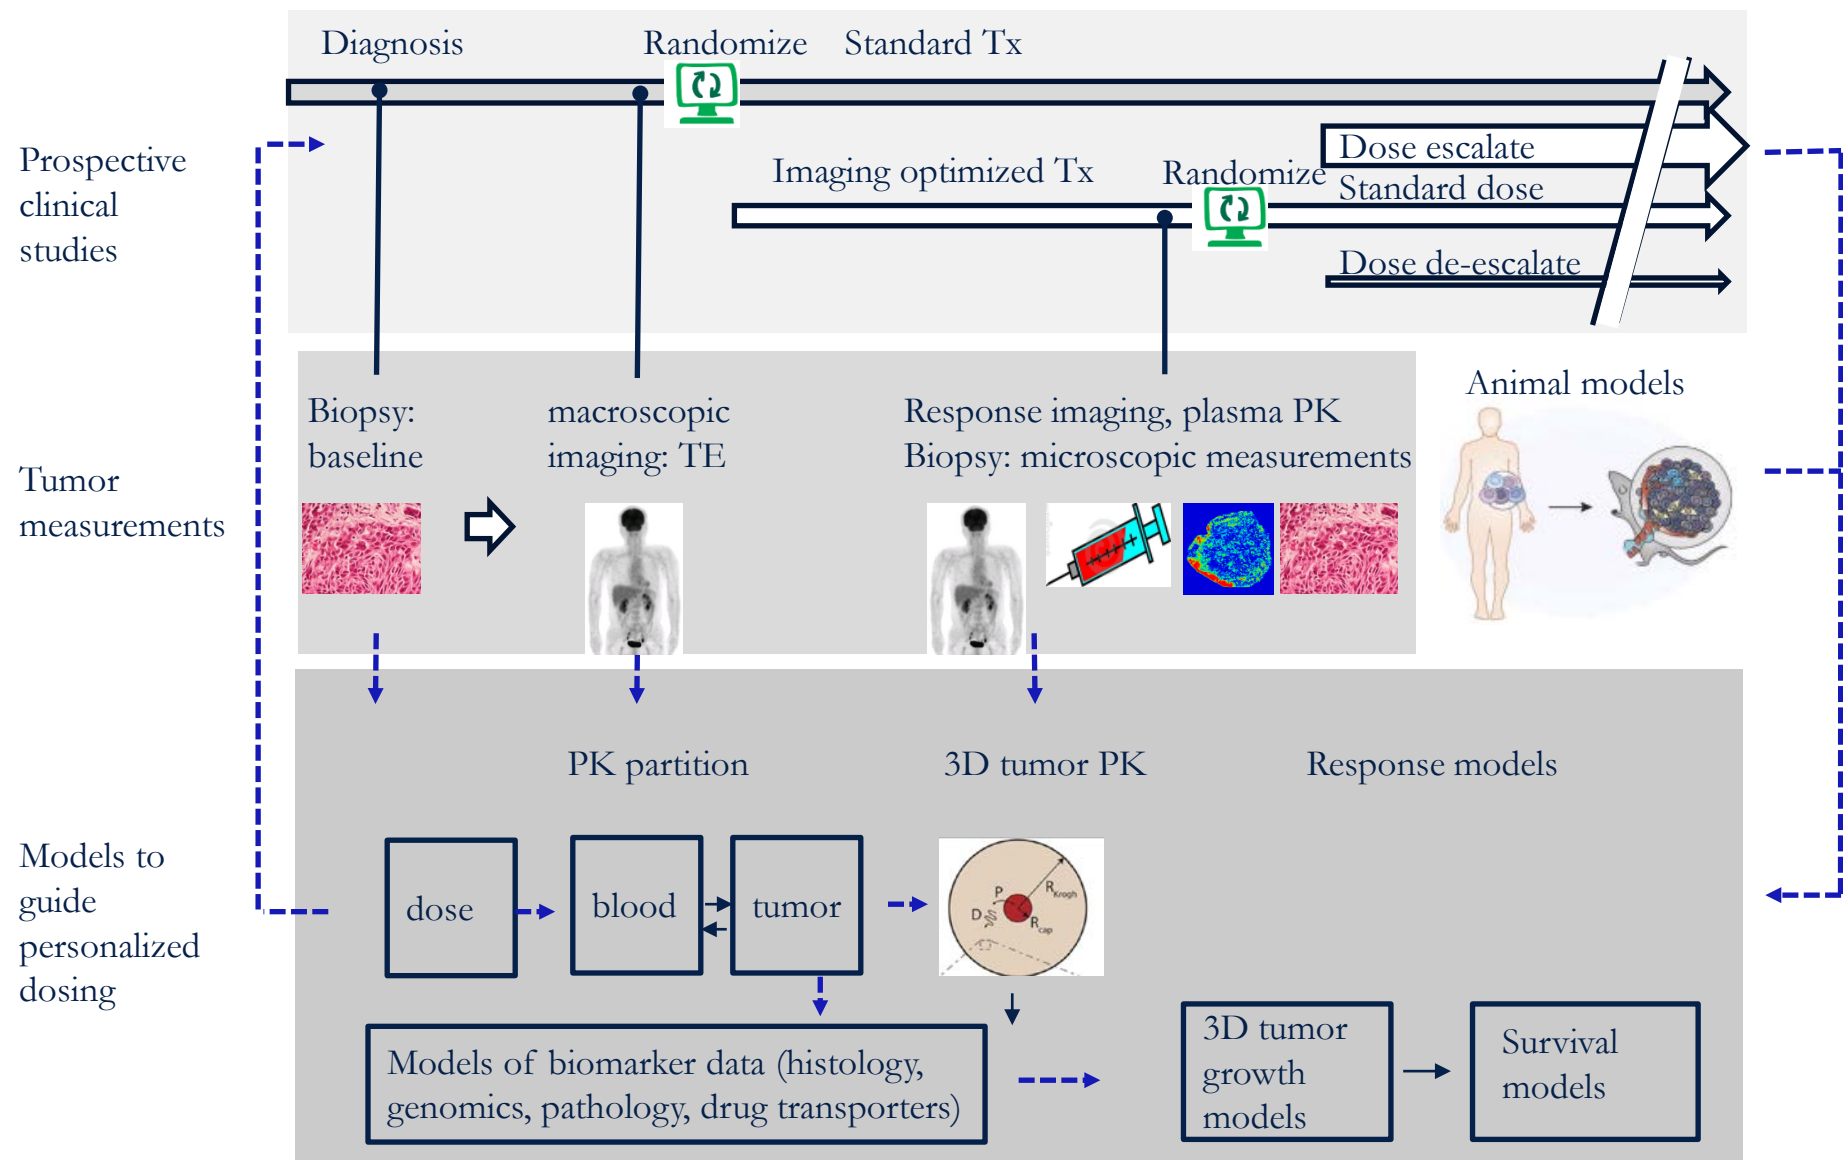 Diagnosis
Randomize
Standard Tx
Prospective
clinical
studies
Dose escalate
Imaging optimized Tx
Randomize
Standard dose
Dose de-escalate
Tumor
measurements
Biopsy:
baseline
macroscopic
imaging: TE
Response imaging, plasma PK
Biopsy: microscopic measurements
Animal models
Models to
guide
personalized
dosing
PK partition
3D tumor PK
Response models
dose
blood
tumor
P
D
RKrogh
Rcap
Models of biomarker data (histology,
genomics, pathology, drug transporters)
3D tumor
growth
models
Survival
models